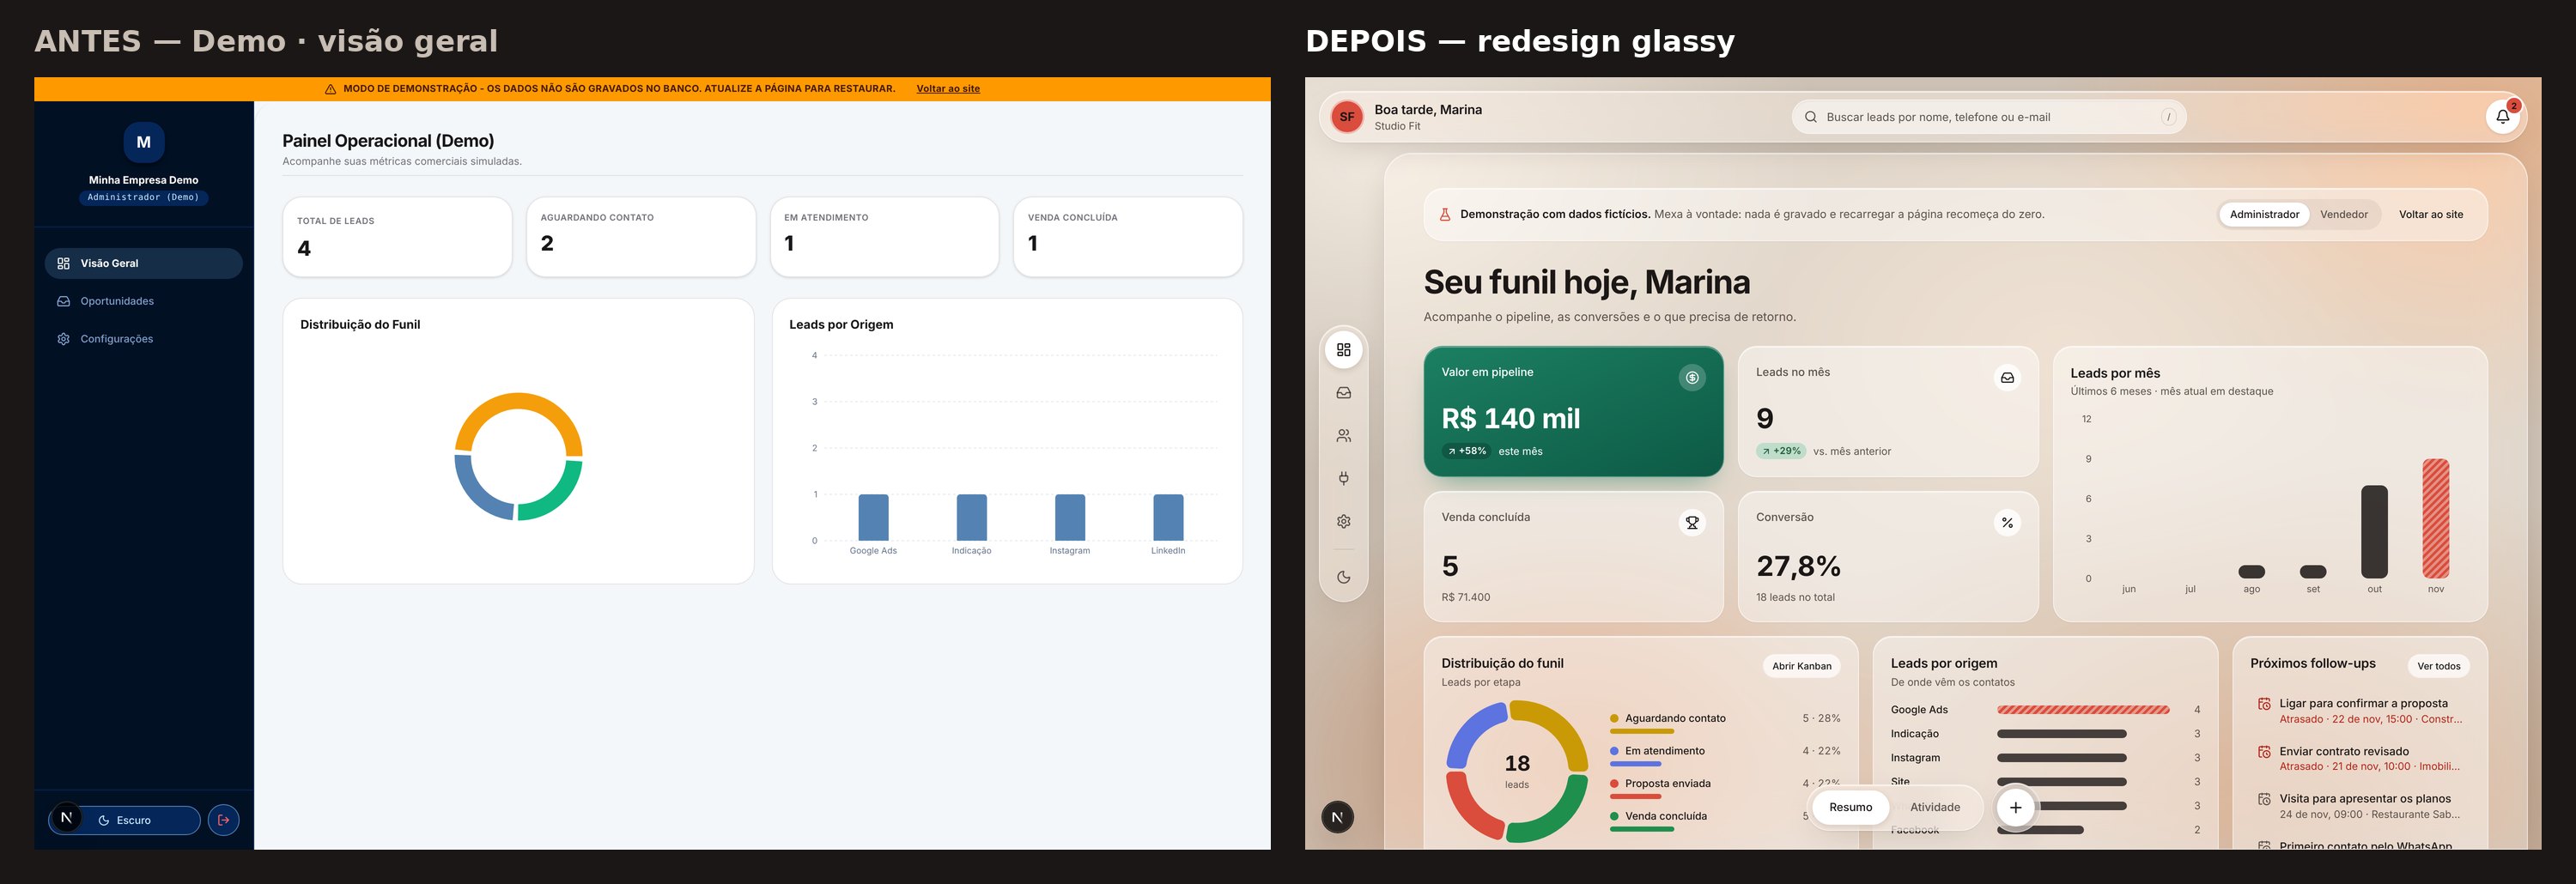 ANTES — Demo · visão geral
MODO DE DEMONSTRAÇÃO - OS DADOS NÃO SÃO GRAVADOS NO BANCO. ATUALIZE A PÁGINA PARA RESTAURAR. Voltar ao site
M
Minha Empresa Demo
Administrador (Demo)
Visão Geral
Oportunidades
Configurações
N
Escuro
Painel Operacional (Demo)
Acompanhe suas métricas comerciais simuladas.
TOTAL DE LEADS
4
AGUARDANDO CONTATO
2
EM ATENDIMENTO
1
VENDA CONCLUÍDA
1
Distribuição do Funil
Leads por Origem
4
3
2
1
0
Google Ads Indicação Instagram LinkedIn
DEPOIS — redesign glassy
SF
Boa tarde, Marina
Studio Fit
Buscar leads por nome, telefone ou e-mail /
2
Demonstração com dados fictícios. Mexa à vontade: nada é gravado e recarregar a página recomeça do zero.
Administrador Vendedor Voltar ao site
Seu funil hoje, Marina
Acompanhe o pipeline, as conversões e o que precisa de retorno.
Valor em pipeline
R$ 140 mil
+58% este mês
Leads no mês
9
+29% vs. mês anterior
Venda concluída
5
R$ 71.400
Conversão
27,8%
18 leads no total
Leads por mês
Últimos 6 meses · mês atual em destaque
12
9
6
3
0
jun jul ago set out nov
Distribuição do funil
Leads por etapa
Abrir Kanban
18
leads
Aguardando contato 5 · 28%
Em atendimento 4 · 22%
Proposta enviada 4 · 22%
Venda concluída 5
Leads por origem
De onde vêm os contatos
Google Ads 4
Indicação 3
Instagram 3
Site 3
3
Facebook 2
Próximos follow-ups
Ver todos
Ligar para confirmar a proposta
Atrasado · 22 de nov, 15:00 · Constr...
Enviar contrato revisado
Atrasado · 21 de nov, 10:00 · Imobili...
Visita para apresentar os planos
24 de nov, 09:00 · Restaurante Sab...
Primeiro contato pelo WhatsApp
Resumo Atividade +
N